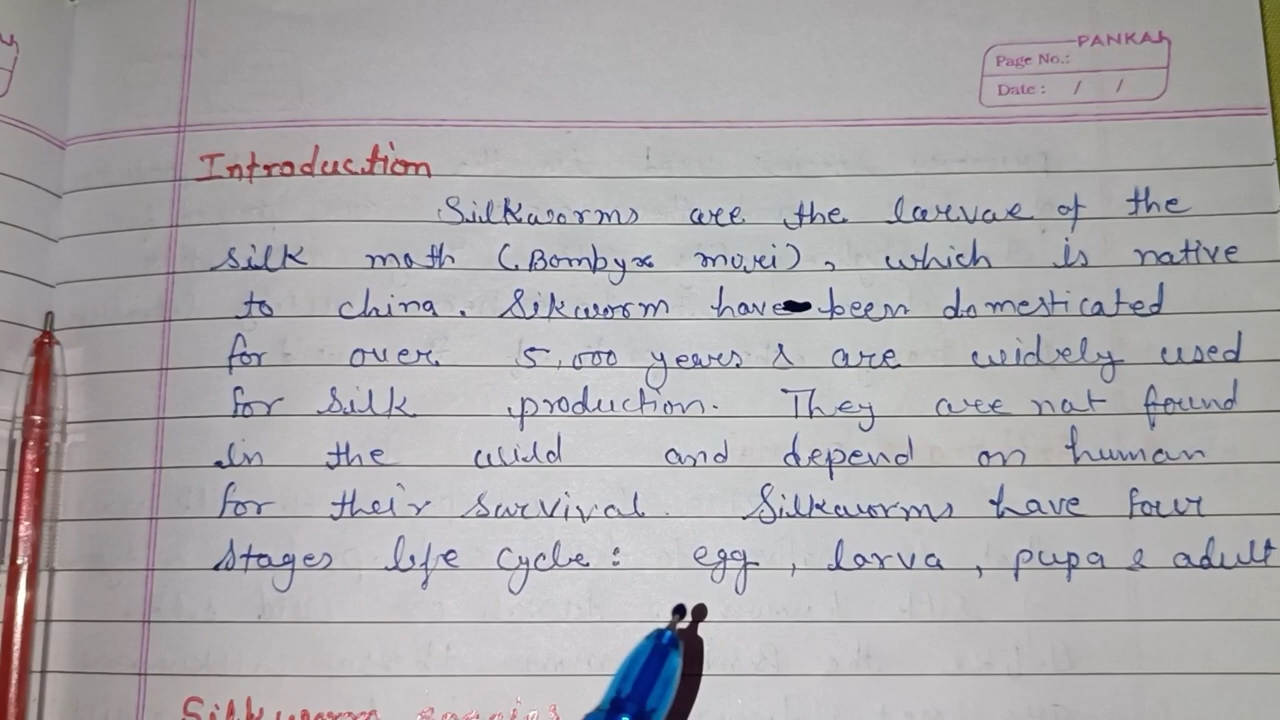 PANKAJ
Page No.:
Date: / /
Introduction
Silkworms are the larvae of the
silk moth (Bombyx mori), which is native
to china. Sikworm have been domesticated
for over 5,000 years & are widely used
for silk production. They are not found
In the wild and depend on human
for their survival. Silkworms have four
stages life cycle: egg, larva, pupa & adult
Silkworm